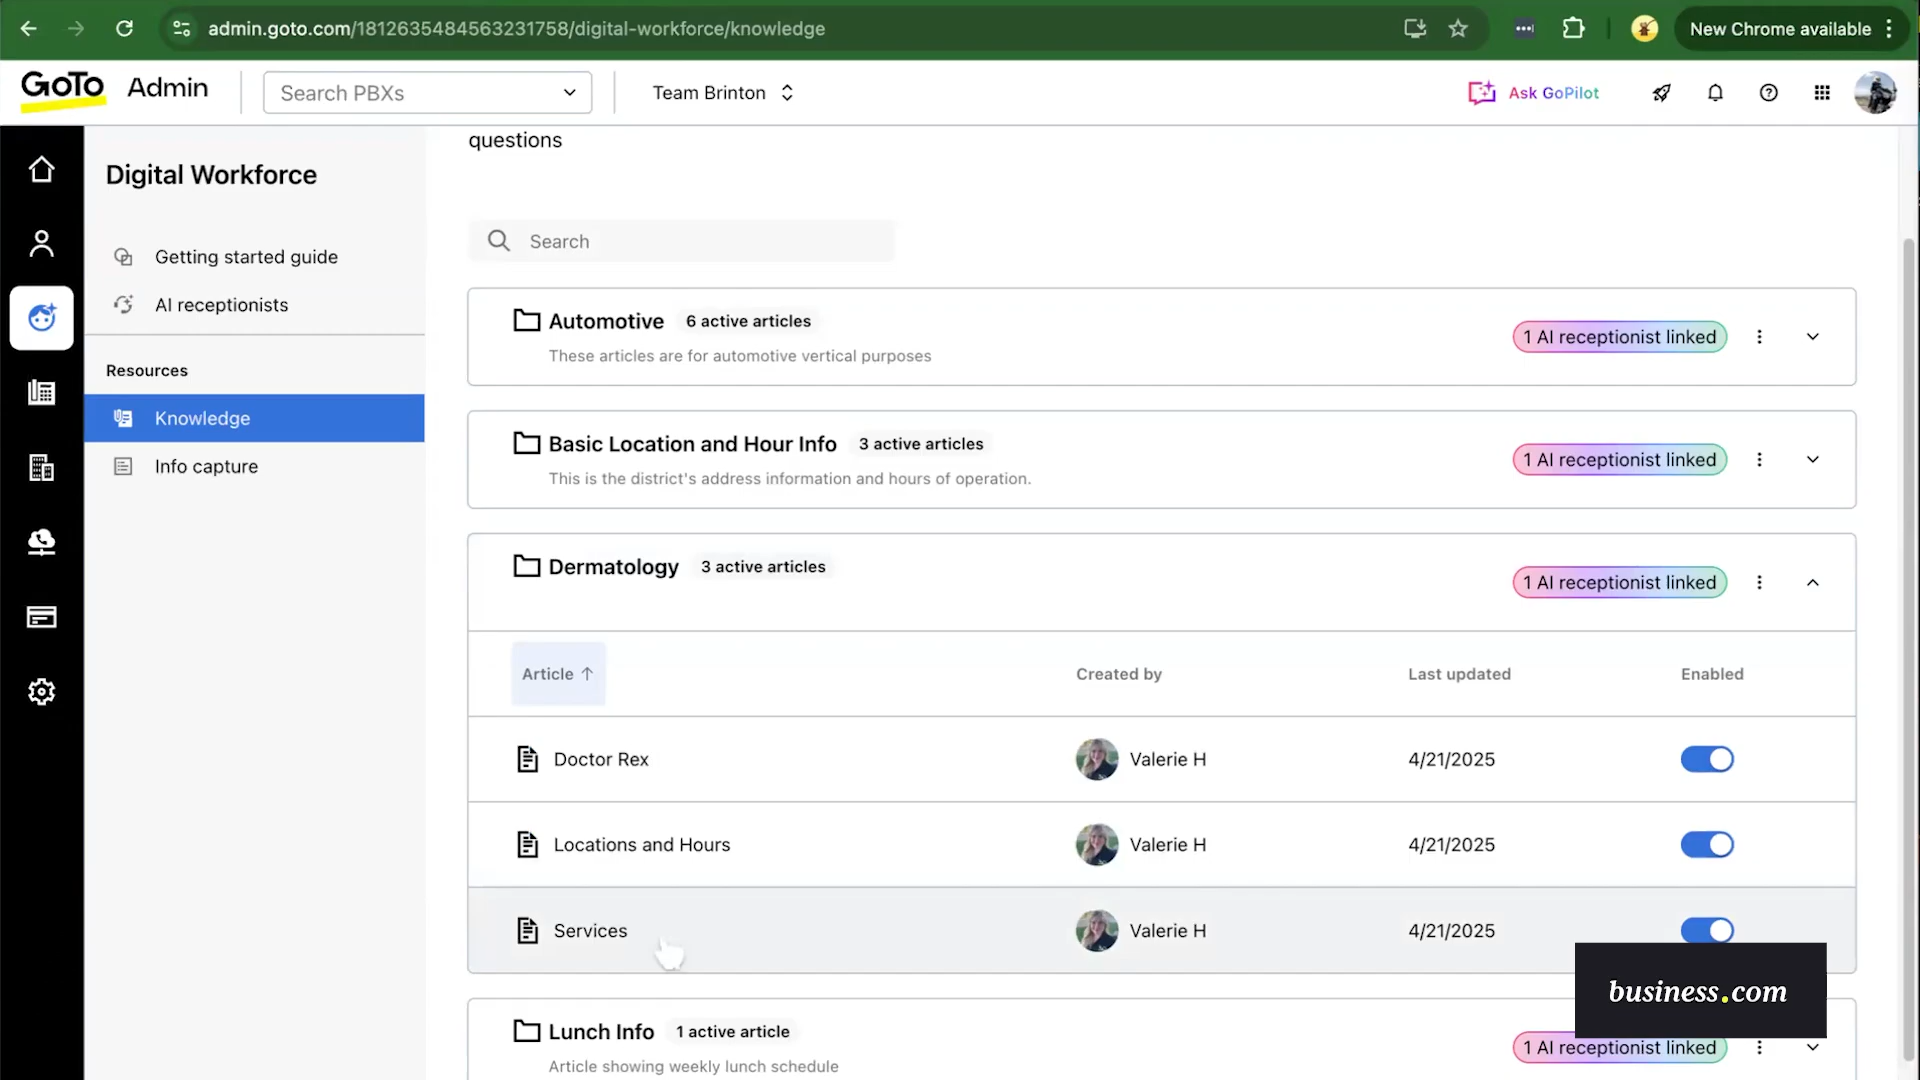 admin.goto.com/1812635484563231758/digital-workforce/knowledge
New Chrome available
GoTo Admin
Search PBXs
Team Brinton
Ask GoPilot
questions
Digital Workforce
Getting started guide
AI receptionists
Resources
Knowledge
Info capture
Search
Automotive 6 active articles
These articles are for automotive vertical purposes
1 AI receptionist linked
Basic Location and Hour Info 3 active articles
This is the district's address information and hours of operation.
1 AI receptionist linked
Dermatology 3 active articles
1 AI receptionist linked
Article ↑ Created by Last updated Enabled
Doctor Rex Valerie H 4/21/2025
Locations and Hours Valerie H 4/21/2025
Services Valerie H 4/21/2025
business.com
Lunch Info 1 active article
Article showing weekly lunch schedule
1 AI receptionist linked